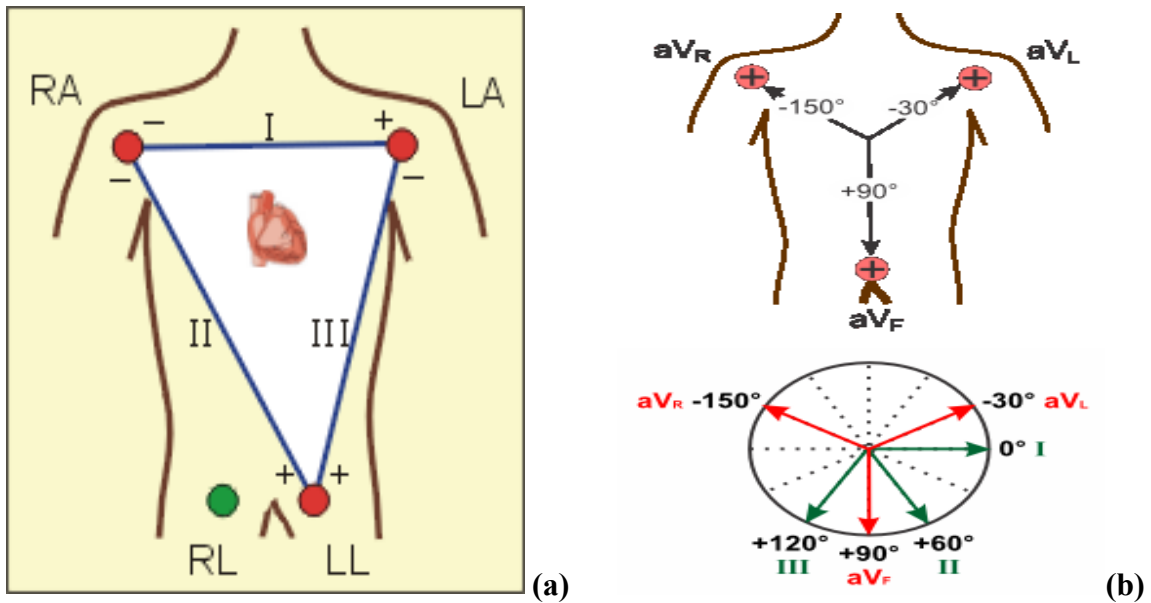 RA
LA
− I +
− −
II III
+ +
RL LL
(a)
aVR aVL
+ +
-150° -30°
+90°
+
aVF
aVR -150° -30° aVL
0° I
+120° +90° +60°
III aVF II
(b)